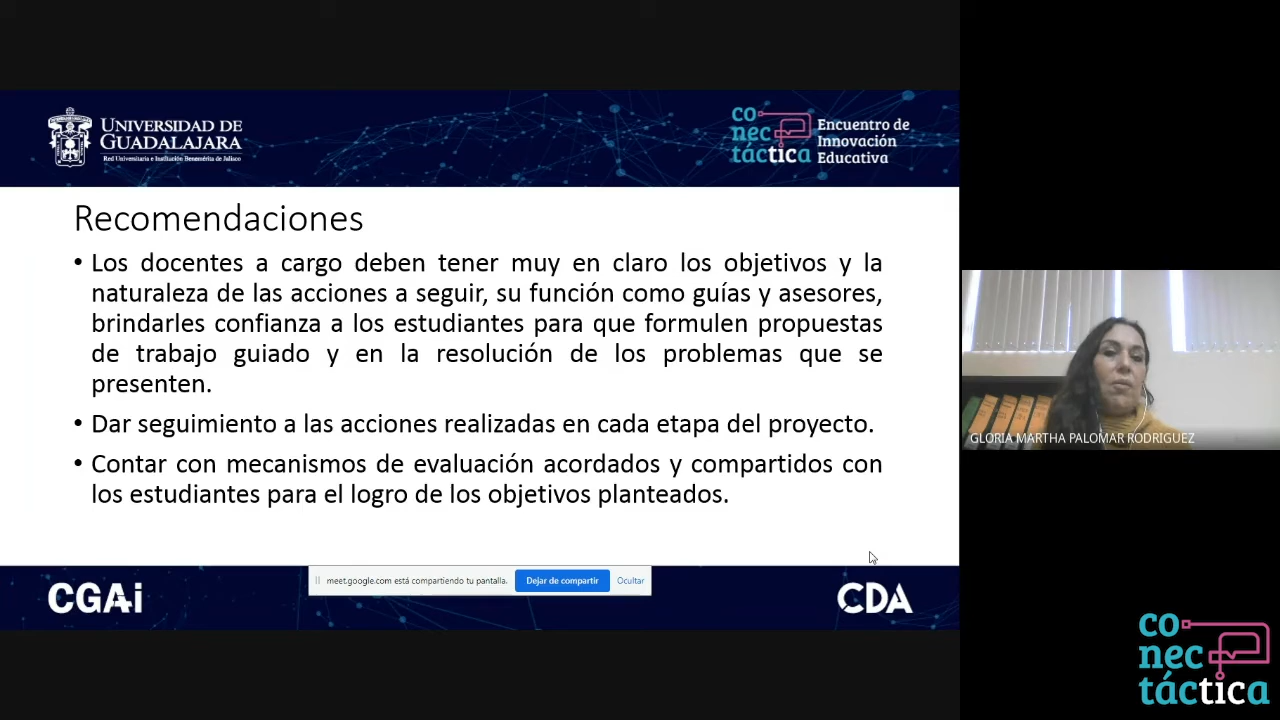 UNIVERSIDAD DE
GUADALAJARA
Red Universitaria e Institución Benemérita de Jalisco
co
nec
táctica
Encuentro de
Innovación
Educativa
Recomendaciones
• Los docentes a cargo deben tener muy en claro los objetivos y la
naturaleza de las acciones a seguir, su función como guías y asesores,
brindarles confianza a los estudiantes para que formulen propuestas
de trabajo guiado y en la resolución de los problemas que se
presenten.
• Dar seguimiento a las acciones realizadas en cada etapa del proyecto.
• Contar con mecanismos de evaluación acordados y compartidos con
los estudiantes para el logro de los objetivos planteados.
meet.google.com está compartiendo tu pantalla.
Dejar de compartir
Ocultar
CGAi
CDA
GLORIA MARTHA PALOMAR RODRIGUEZ
co
nec
táctica